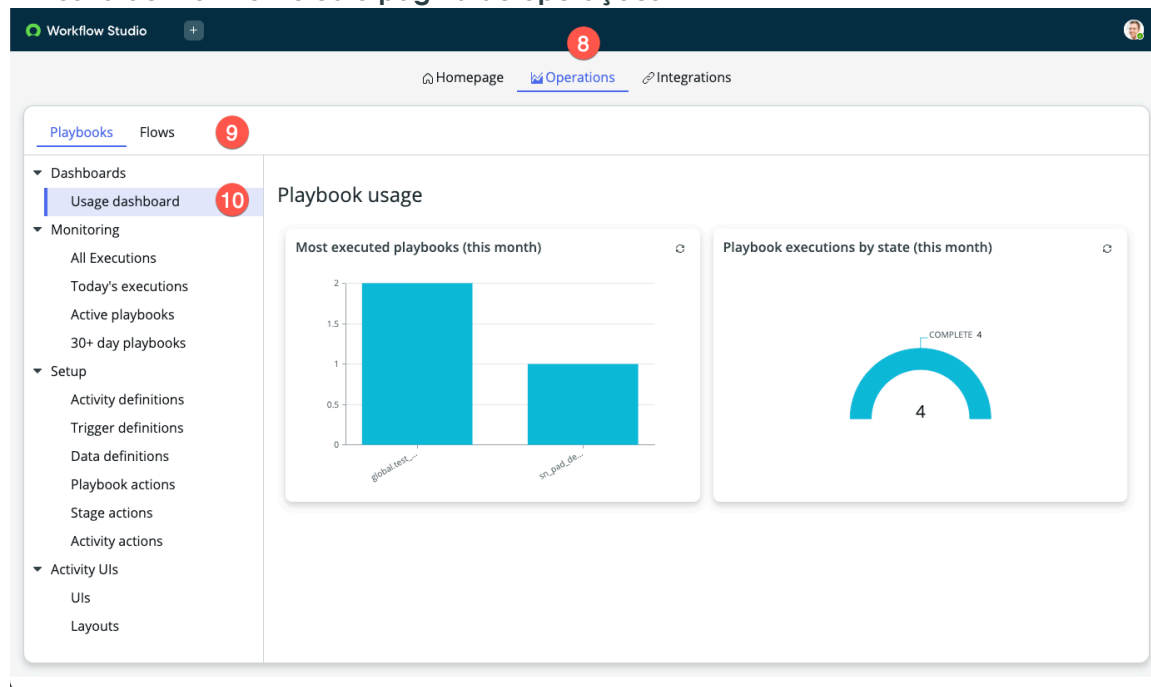 Workflow Studio
+
8
Homepage
Operations
Integrations
Playbooks
Flows
9
Dashboards
Usage dashboard
10
Monitoring
All Executions
Today's executions
Active playbooks
30+ day playbooks
Setup
Activity definitions
Trigger definitions
Data definitions
Playbook actions
Stage actions
Activity actions
Activity UIs
UIs
Layouts
Playbook usage
Most executed playbooks (this month)
2
1.5
1
0.5
0
global.test_...
sn_pad_de...
Playbook executions by state (this month)
COMPLETE 4
4